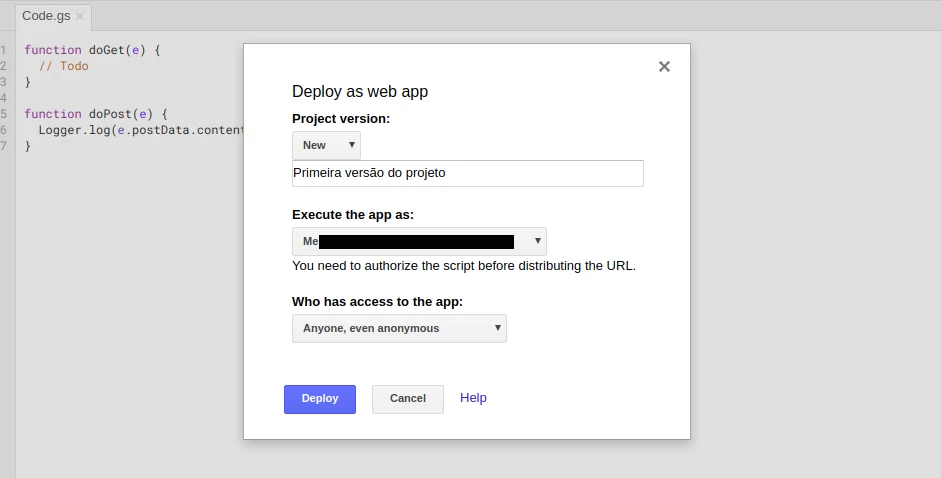 Code.gs ×
1 function doGet(e) {
2 // Todo
3 }
4
5 function doPost(e) {
6 Logger.log(e.postData.content
7 }
×
Deploy as web app
Project version:
New
Primeira versão do projeto
Execute the app as:
Me
You need to authorize the script before distributing the URL.
Who has access to the app:
Anyone, even anonymous
Deploy Cancel Help